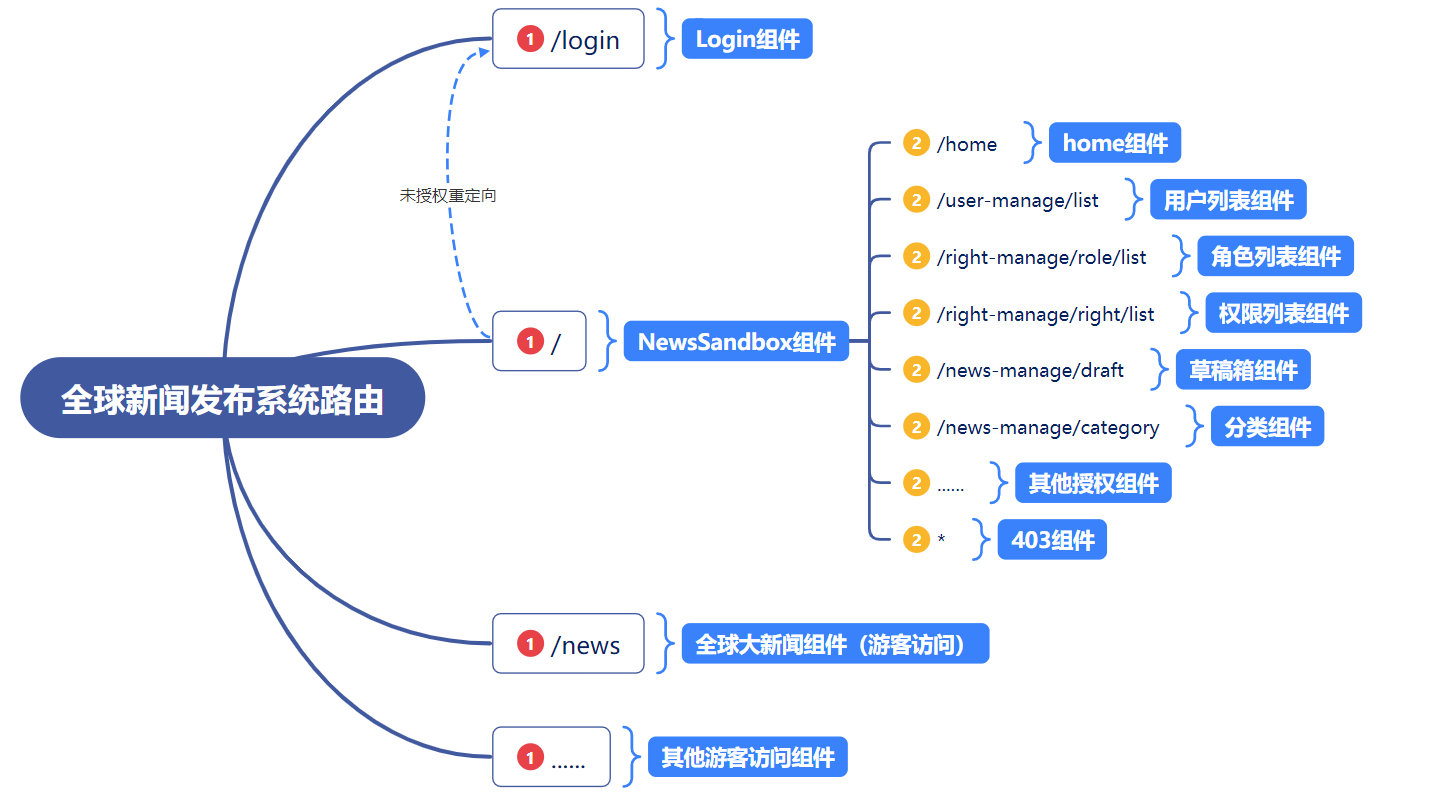 1 /login
Login组件
未授权重定向
全球新闻发布系统路由
1 /
NewsSandbox组件
2 /home
home组件
2 /user-manage/list
用户列表组件
2 /right-manage/role/list
角色列表组件
2 /right-manage/right/list
权限列表组件
2 /news-manage/draft
草稿箱组件
2 /news-manage/category
分类组件
2 ......
其他授权组件
2 *
403组件
1 /news
全球大新闻组件（游客访问）
1 ......
其他游客访问组件